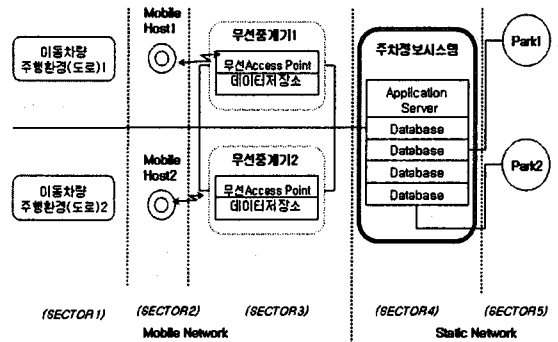 Mobile
Host1
이동차량
주행환경(도로)1
무선중계기1
무선Access Point
데이터저장소
주차정보시스템
Park1
Application
Server
Database
Database
Database
Database
Mobile
Host2
이동차량
주행환경(도로)2
무선중계기2
무선Access Point
데이터저장소
Park2
(SECTOR1)
(SECTOR2)
(SECTOR3)
(SECTOR4)
(SECTOR5)
Mobile Network
Static Network